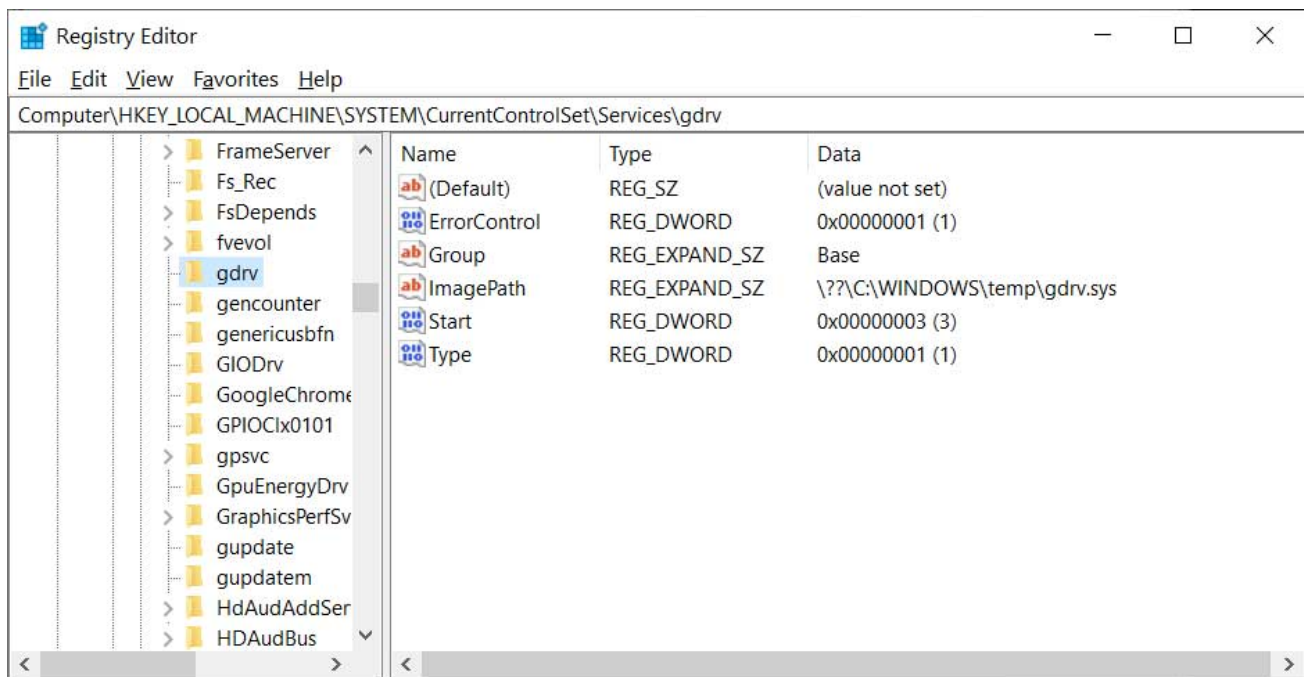 Registry Editor
File Edit View Favorites Help
Computer\HKEY_LOCAL_MACHINE\SYSTEM\CurrentControlSet\Services\gdrv
FrameServer
Fs_Rec
FsDepends
fvevol
gdrv
gencounter
genericusbfn
GIODrv
GoogleChrome
GPIOClx0101
gpsvc
GpuEnergyDrv
GraphicsPerfSv
gupdate
gupdatem
HdAudAddSer
HDAudBus
Name Type Data
(Default) REG_SZ (value not set)
ErrorControl REG_DWORD 0x00000001 (1)
Group REG_EXPAND_SZ Base
ImagePath REG_EXPAND_SZ \??\C:\WINDOWS\temp\gdrv.sys
Start REG_DWORD 0x00000003 (3)
Type REG_DWORD 0x00000001 (1)